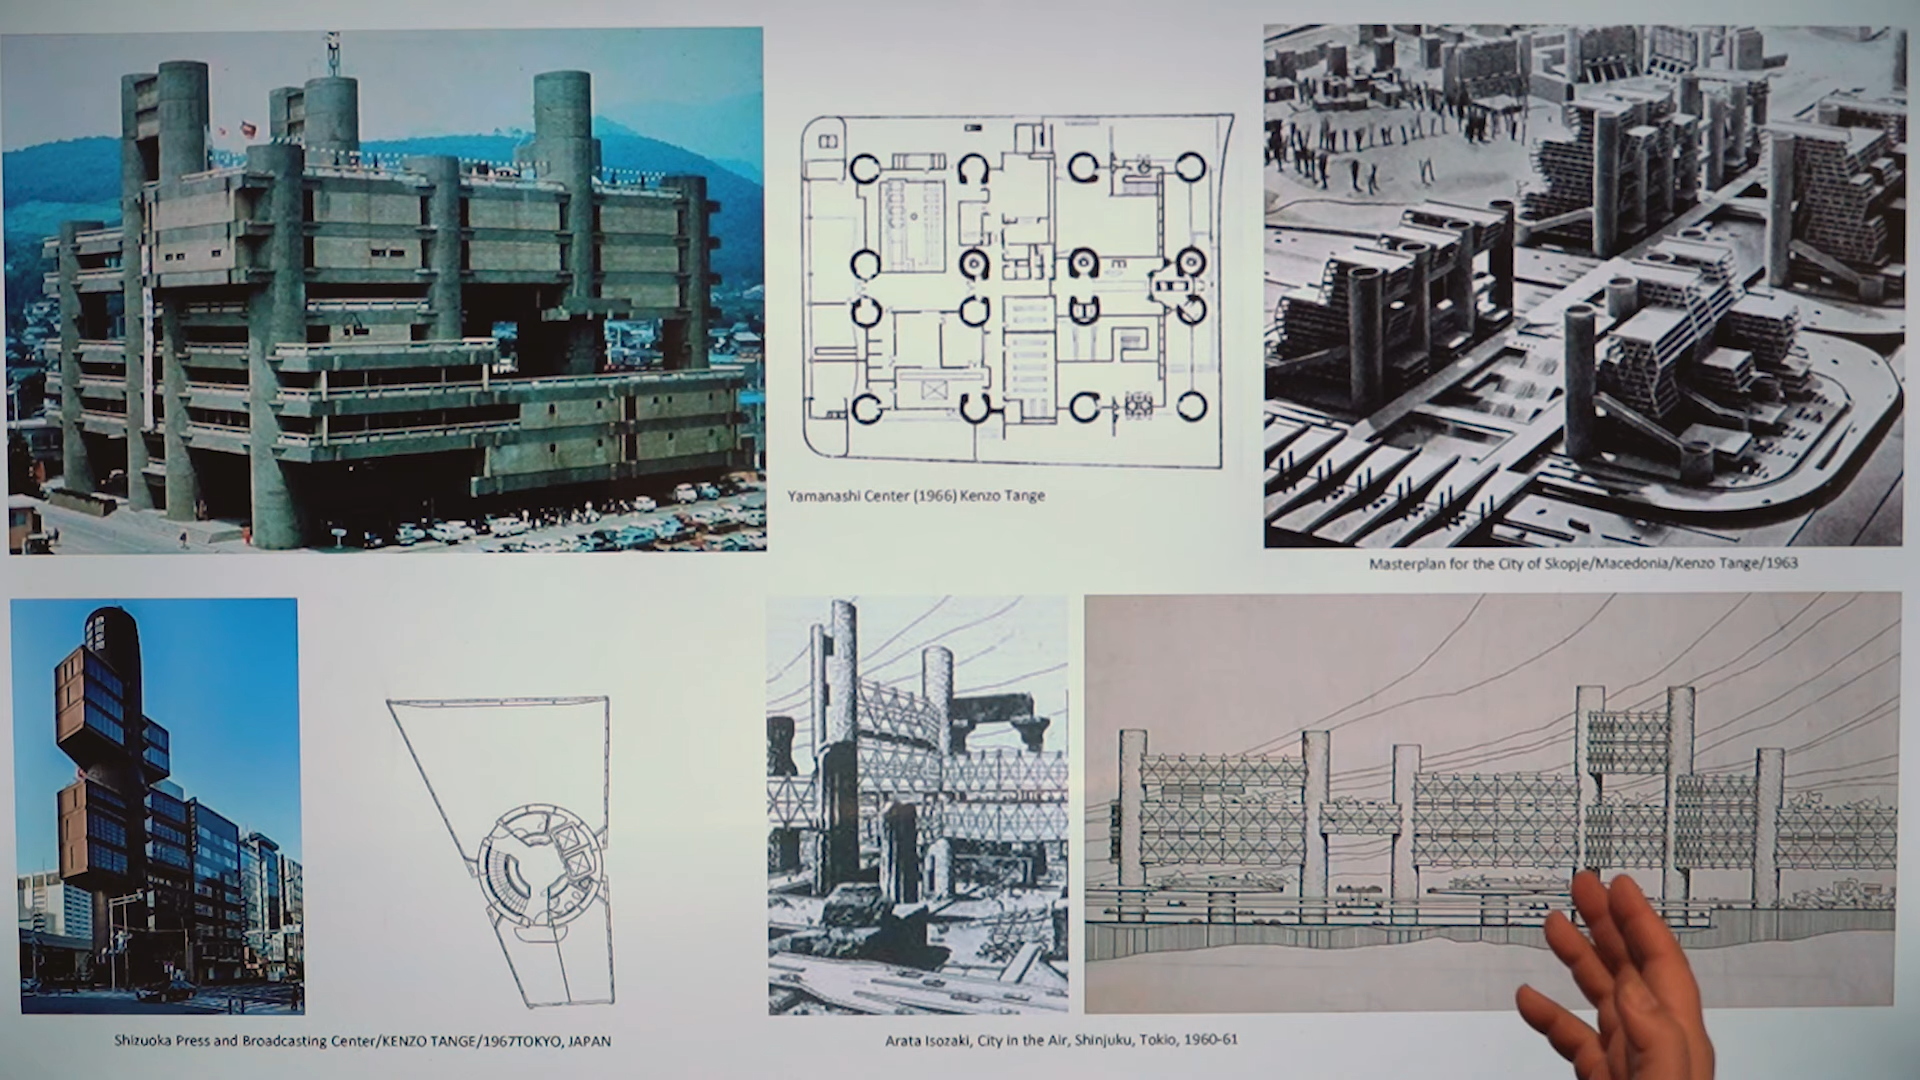 Yamanashi Center (1966) Kenzo Tange
Masterplan for the City of Skopje/Macedonia/Kenzo Tange/1963
Shizuoka Press and Broadcasting Center/KENZO TANGE/1967TOKYO, JAPAN
Arata Isozaki, City in the Air, Shinjuku, Tokio, 1960-61